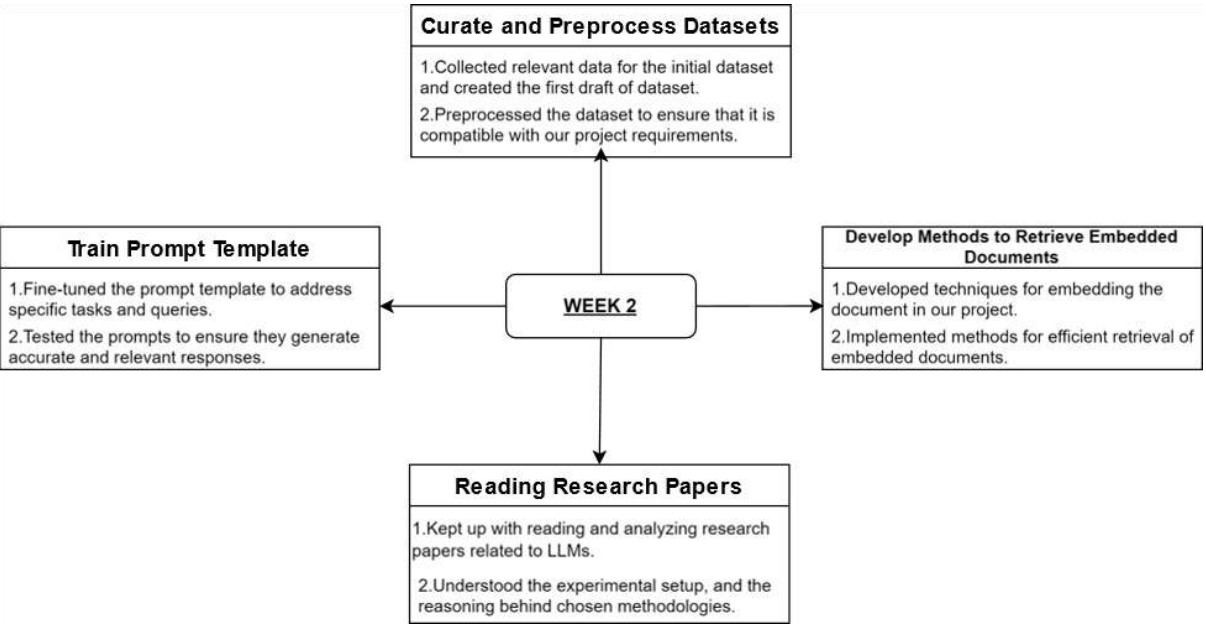 Curate and Preprocess Datasets
1.Collected relevant data for the initial dataset
and created the first draft of dataset.
2.Preprocessed the dataset to ensure that it is
compatible with our project requirements.
Train Prompt Template
1.Fine-tuned the prompt template to address
specific tasks and queries.
2.Tested the prompts to ensure they generate
accurate and relevant responses.
WEEK 2
Develop Methods to Retrieve Embedded
Documents
1.Developed techniques for embedding the
document in our project.
2.Implemented methods for efficient retrieval of
embedded documents.
Reading Research Papers
1.Kept up with reading and analyzing research
papers related to LLMs.
2.Understood the experimental setup, and the
reasoning behind chosen methodologies.